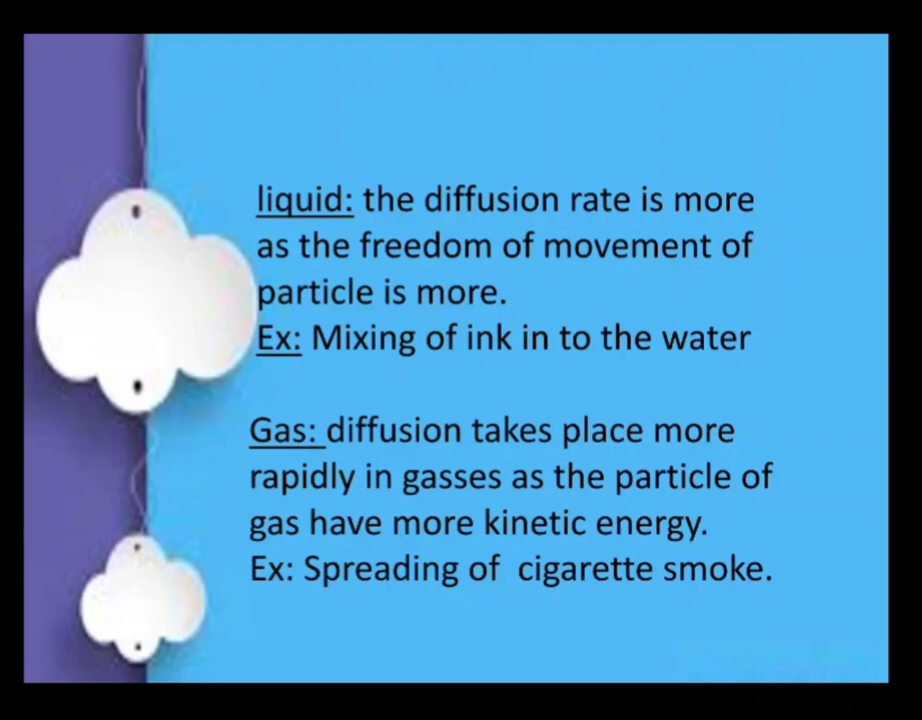 liquid: the diffusion rate is more
as the freedom of movement of
particle is more.
Ex: Mixing of ink in to the water
Gas: diffusion takes place more
rapidly in gasses as the particle of
gas have more kinetic energy.
Ex: Spreading of  cigarette smoke.